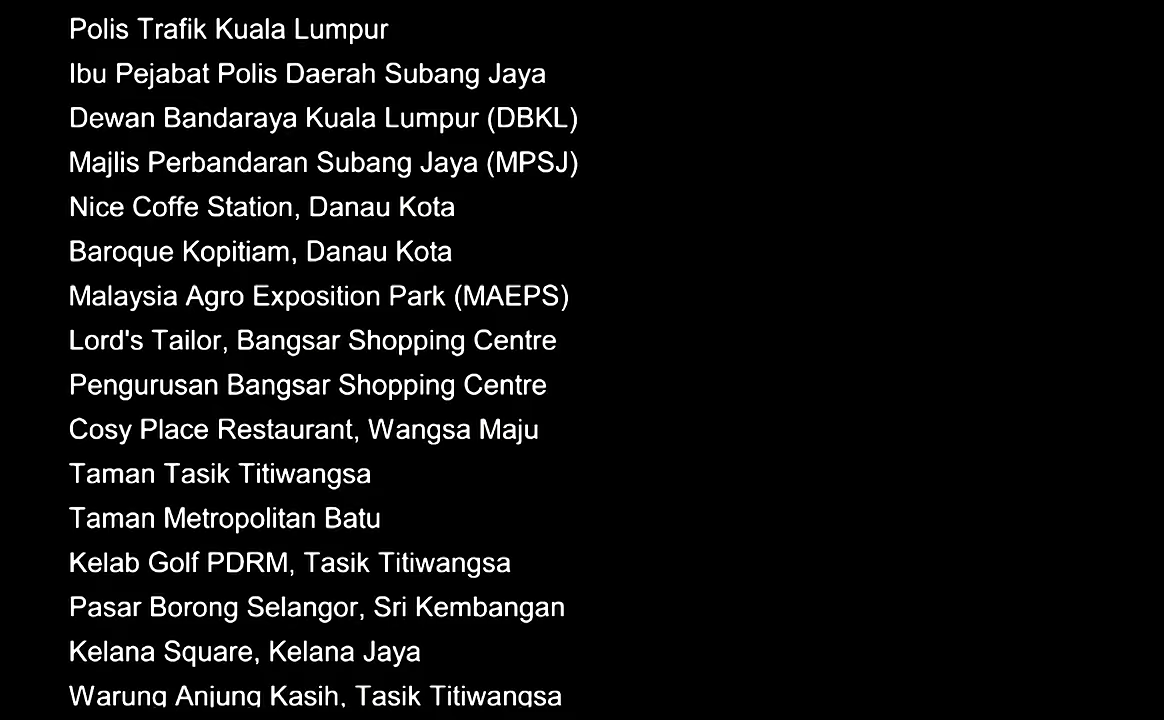 Polis Trafik Kuala Lumpur
Ibu Pejabat Polis Daerah Subang Jaya
Dewan Bandaraya Kuala Lumpur (DBKL)
Majlis Perbandaran Subang Jaya (MPSJ)
Nice Coffe Station, Danau Kota
Baroque Kopitiam, Danau Kota
Malaysia Agro Exposition Park (MAEPS)
Lord's Tailor, Bangsar Shopping Centre
Pengurusan Bangsar Shopping Centre
Cosy Place Restaurant, Wangsa Maju
Taman Tasik Titiwangsa
Taman Metropolitan Batu
Kelab Golf PDRM, Tasik Titiwangsa
Pasar Borong Selangor, Sri Kembangan
Kelana Square, Kelana Jaya
Warung Anjung Kasih, Tasik Titiwangsa